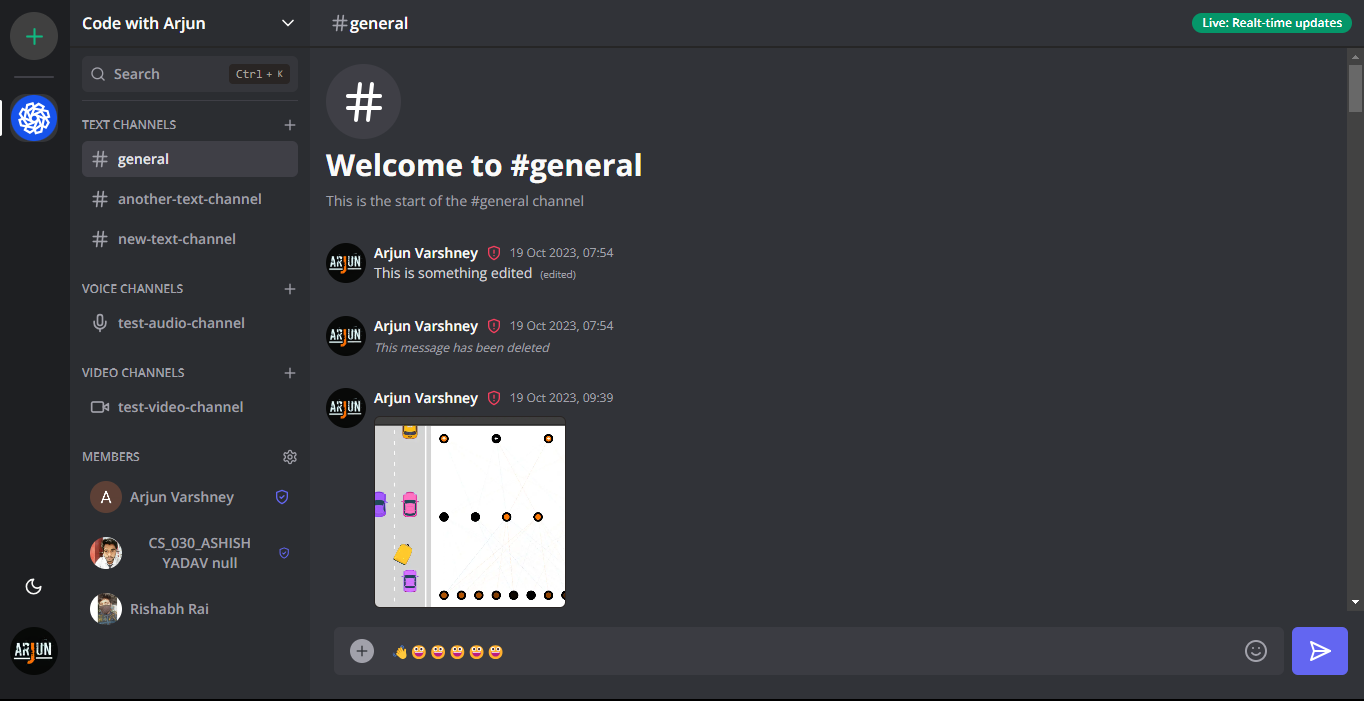 Code with Arjun
Search
Ctrl + K
TEXT CHANNELS
general
another-text-channel
new-text-channel
VOICE CHANNELS
test-audio-channel
VIDEO CHANNELS
test-video-channel
MEMBERS
A
Arjun Varshney
CS_030_ASHISH
YADAV null
Rishabh Rai
ARJUN
#general
Live: Realt-time updates
#
Welcome to #general
This is the start of the #general channel
ARJUN
Arjun Varshney 19 Oct 2023, 07:54
This is something edited (edited)
ARJUN
Arjun Varshney 19 Oct 2023, 07:54
This message has been deleted
ARJUN
Arjun Varshney 19 Oct 2023, 09:39
👋😀😀😀😀😀